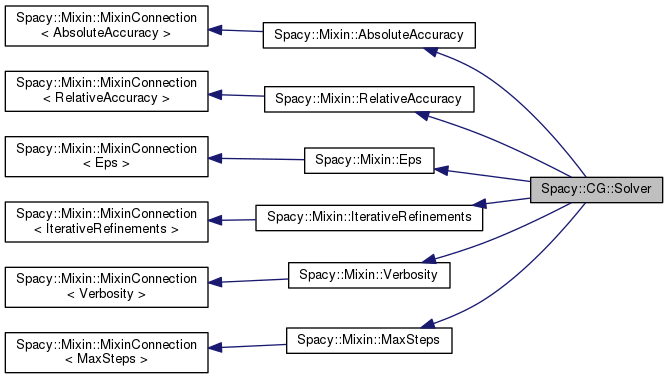 Spacy::Mixin::MixinConnection
< AbsoluteAccuracy >
Spacy::Mixin::AbsoluteAccuracy
Spacy::Mixin::MixinConnection
< RelativeAccuracy >
Spacy::Mixin::RelativeAccuracy
Spacy::Mixin::MixinConnection
< Eps >
Spacy::Mixin::Eps
Spacy::CG::Solver
Spacy::Mixin::MixinConnection
< IterativeRefinements >
Spacy::Mixin::IterativeRefinements
Spacy::Mixin::MixinConnection
< Verbosity >
Spacy::Mixin::Verbosity
Spacy::Mixin::MixinConnection
< MaxSteps >
Spacy::Mixin::MaxSteps